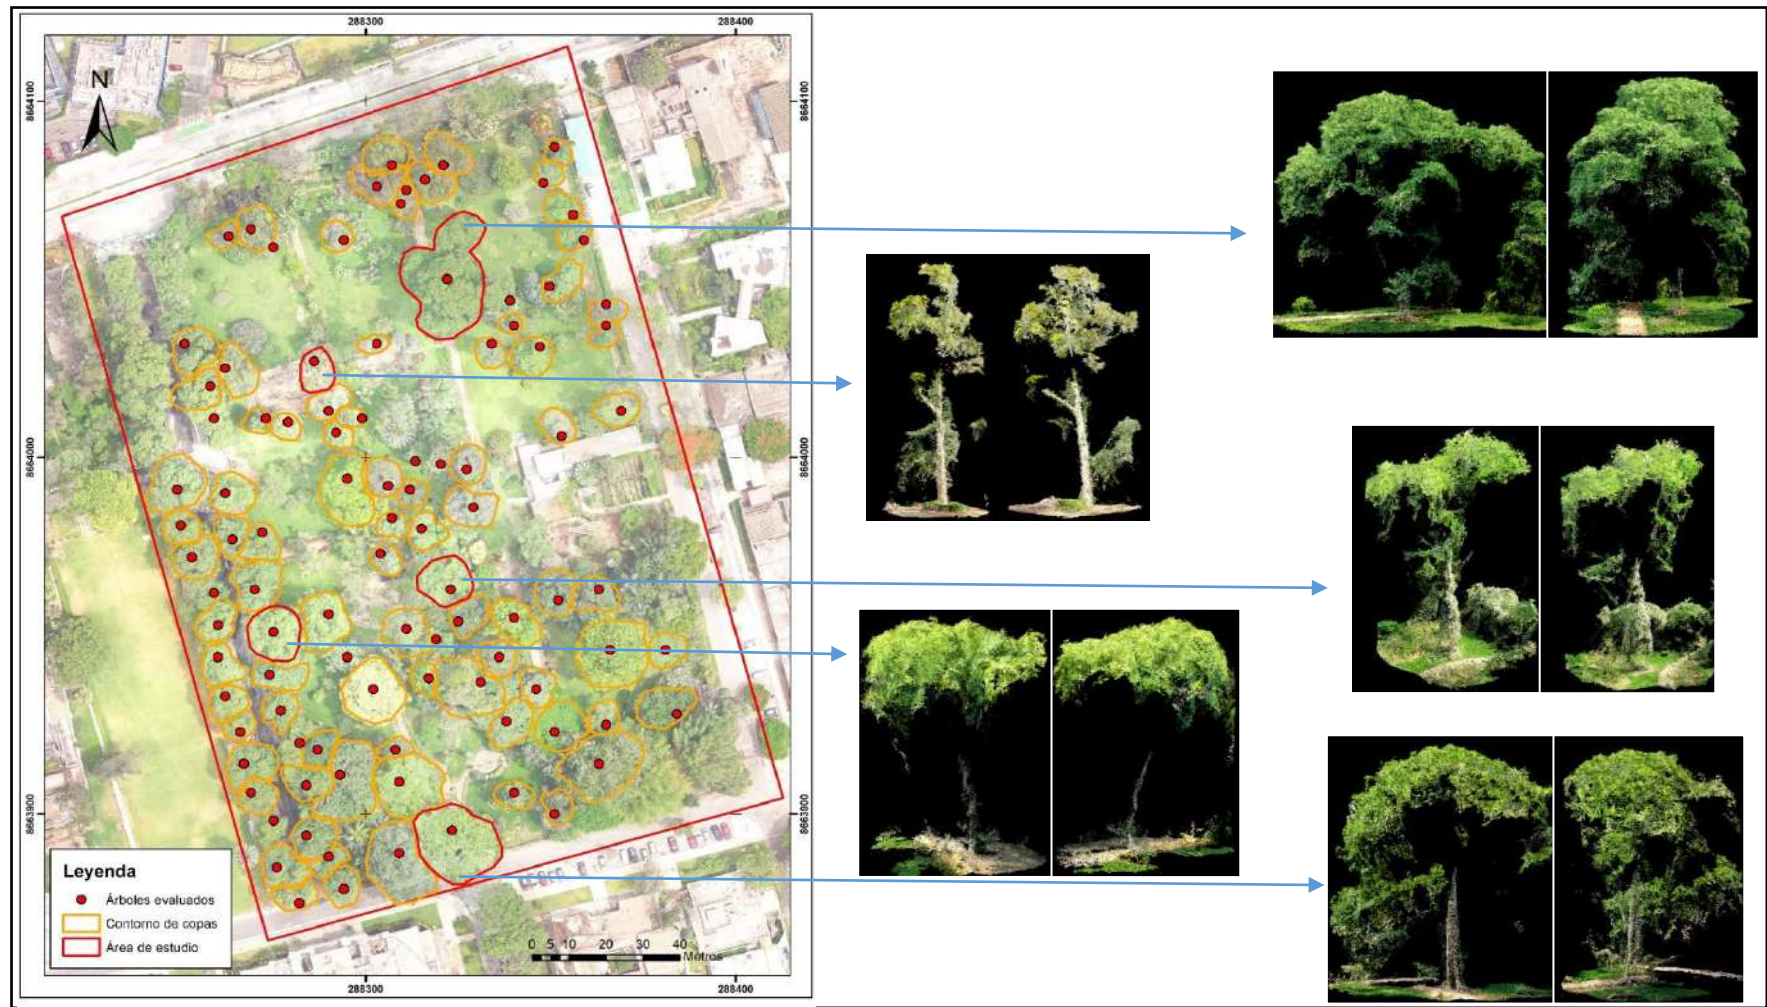 288300
288400
8664100
8664100
N
8664000
8664000
8663900
8663900
Leyenda
Árboles evaluados
Contorno de copas
Área de estudio
0 5 10 20 30 40
Metros
288300
288400